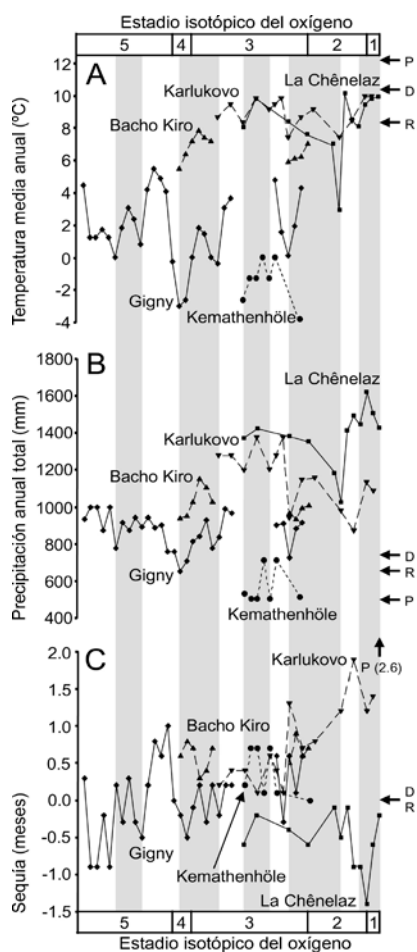 Estadio isotópico del oxígeno
5 4 3 2 1
A
Temperatura media anual (ºC)
14
12
10
8
6
4
2
0
-2
-4
Karlukovo
La Chênelaz
Bacho Kiro
Gigny
Kemathenhöle
P
D
R
B
Precipitación anual total (mm)
1800
1600
1400
1200
1000
800
600
400
La Chênelaz
Karlukovo
Bacho Kiro
Gigny
Kemathenhöle
D
R
P
C
Sequía (meses)
2.0
1.5
1.0
0.5
0.0
-0.5
-1.0
-1.5
Karlukovo
P (2.6)
Bacho Kiro
Gigny
Kemathenhöle
La Chênelaz
D
R
5 4 3 2 1
Estadio isotópico del oxígeno